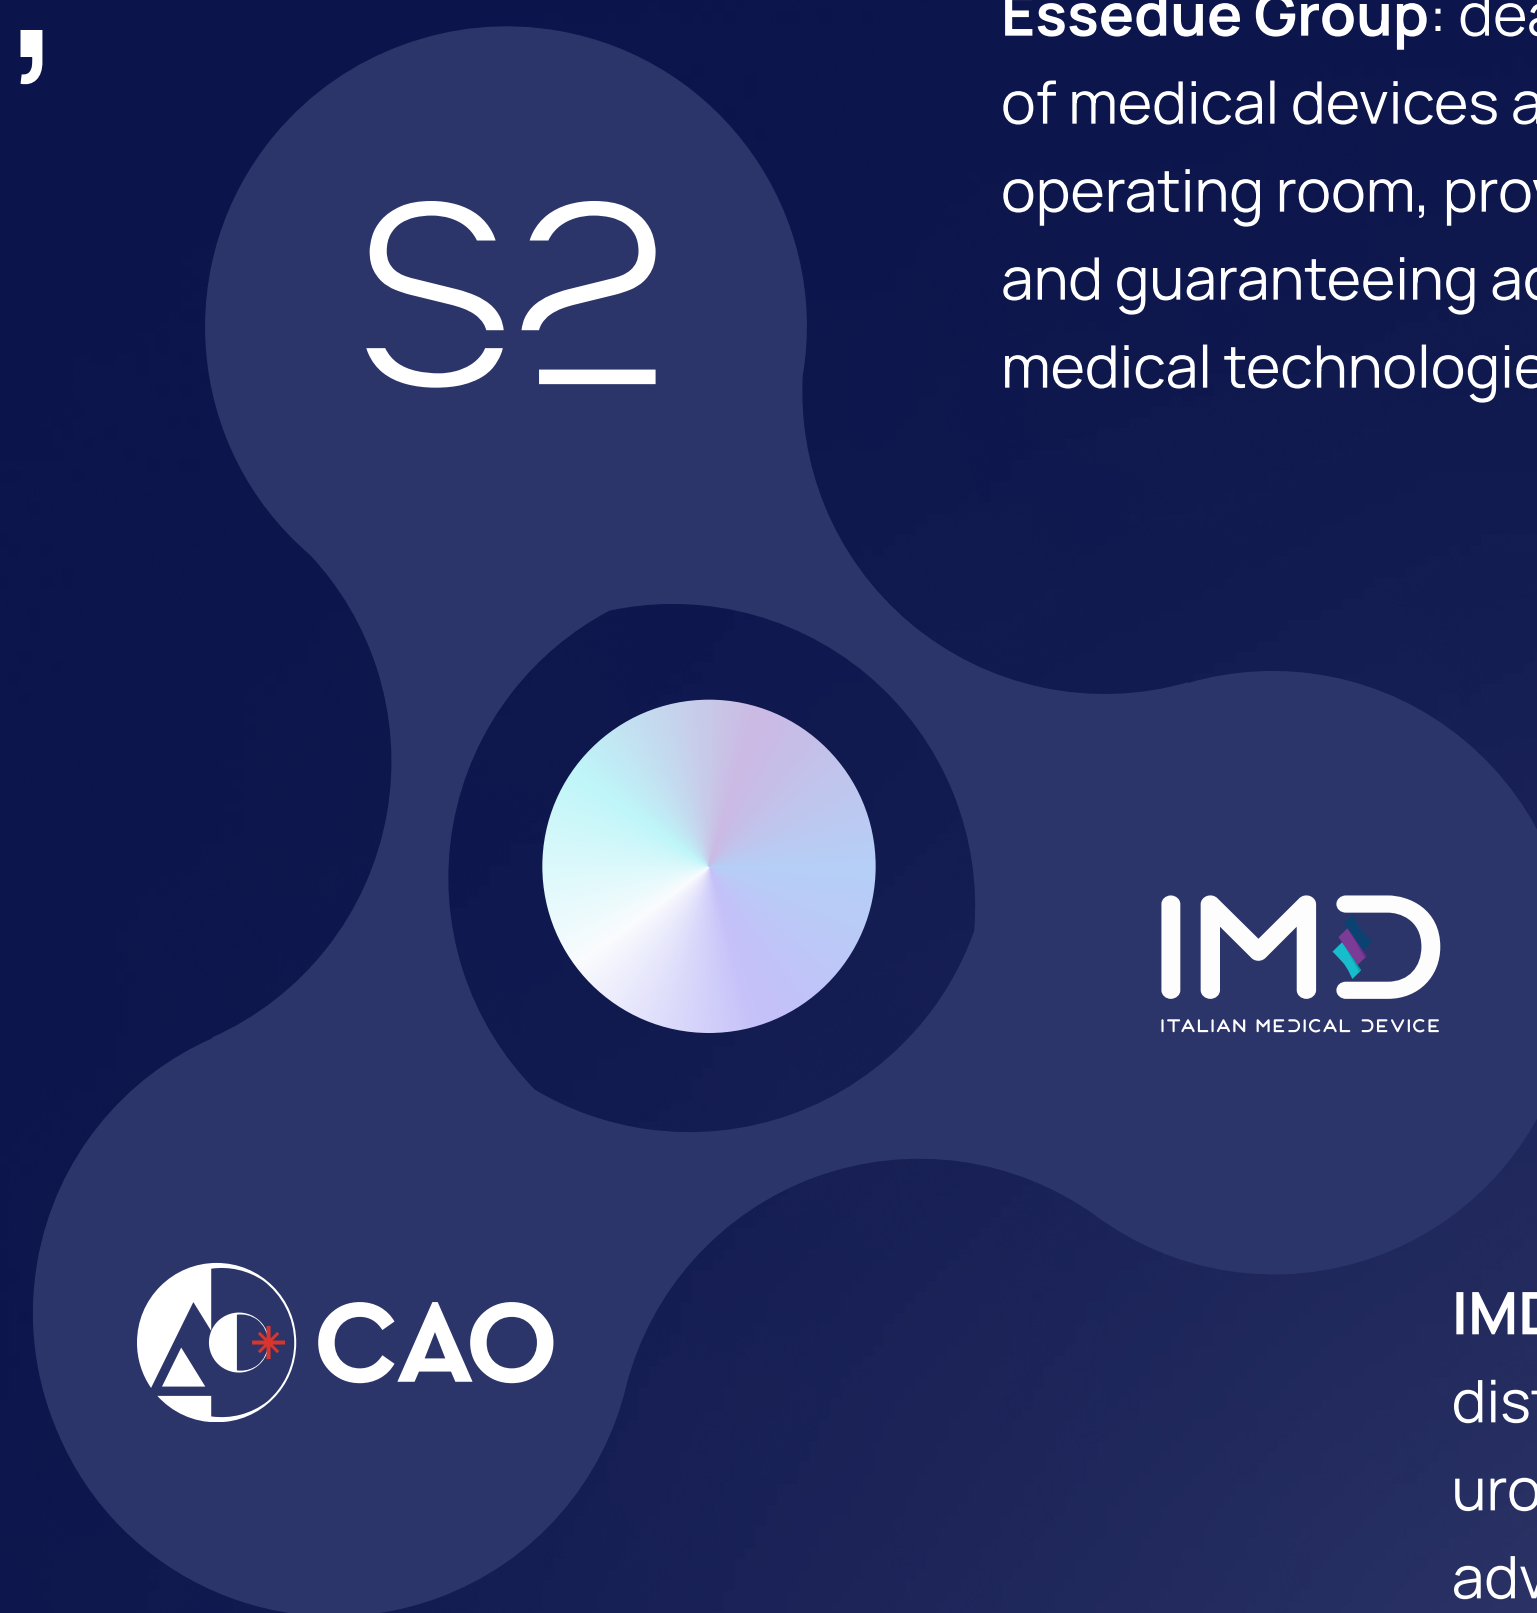 ,
Essedue Group: dea
of medical devices a
operating room, prov
and guaranteeing ad
medical technologie
S2
IMD
ITALIAN MEDICAL DEVICE
CAO
IMD
dist
uro
adv